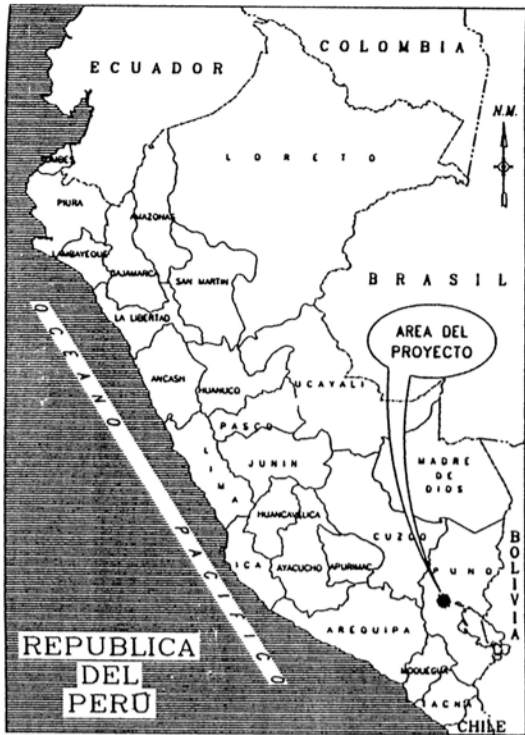 COLOMBIA
ECUADOR
N.M.
LORETO
TUMBES
PIURA
AMAZONAS
LAMBAYEQUE
CAJAMARCA
SAN MARTIN
BRASIL
LA LIBERTAD
AREA DEL
PROYECTO
OCEANO PACIFICO
ANCASH
HUANUCO
UCAYALI
PASCO
LIMA
JUNIN
MADRE
DE
DIOS
HUANCAVELICA
CUZCO
BOLIVIA
ICA
AYACUCHO
APURIMAC
PUNO
AREQUIPA
REPUBLICA
DEL
PERÚ
MOQUEGUA
TACNA
CHILE